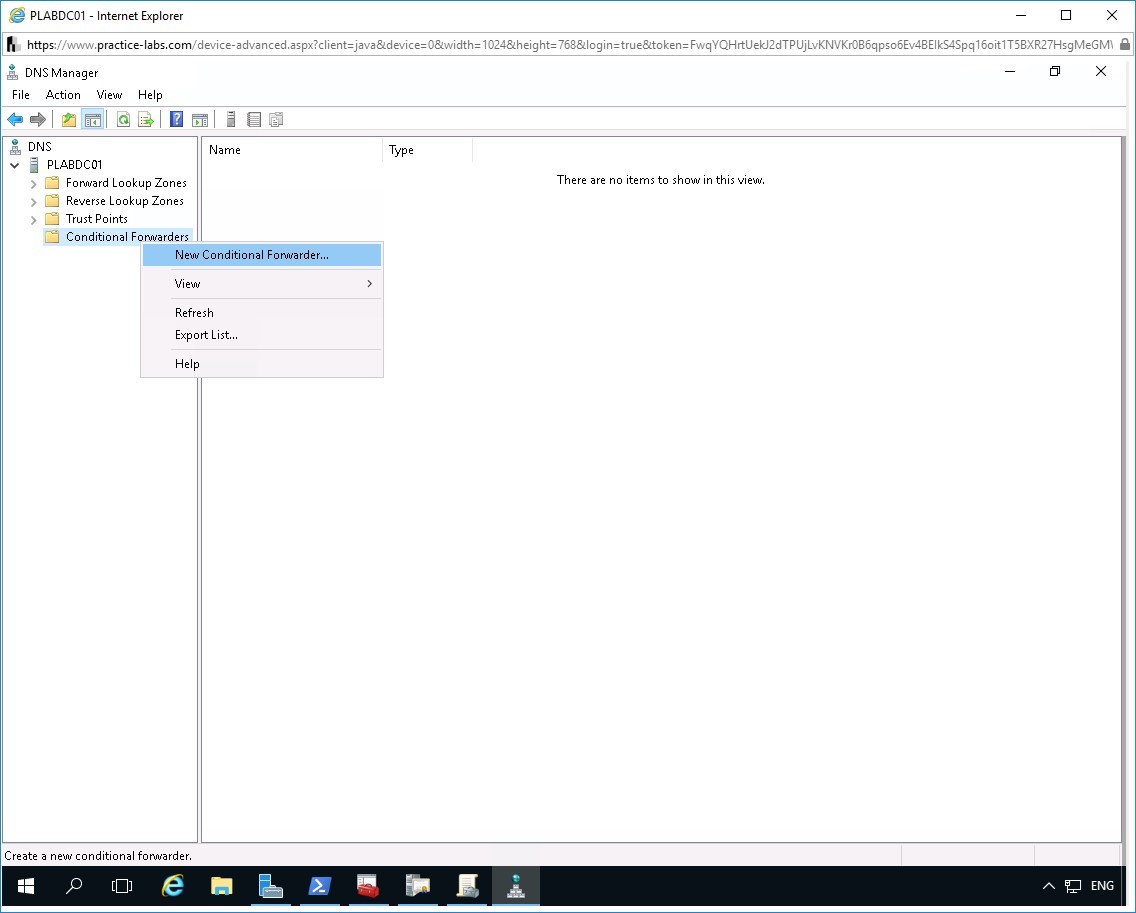 PLABDC01 - Internet Explorer
https://www.practice-labs.com/device-advanced.aspx?client=java&device=0&width=1024&height=768&login=true&token=
DNS Manager
File Action View Help
DNS
PLABDC01
Forward Lookup Zones
Reverse Lookup Zones
Trust Points
Conditional Forwarders
Name Type
There are no items to show in this view.
New Conditional Forwarder...
View
Refresh
Export List...
Help
Create a new conditional forwarder.
ENG